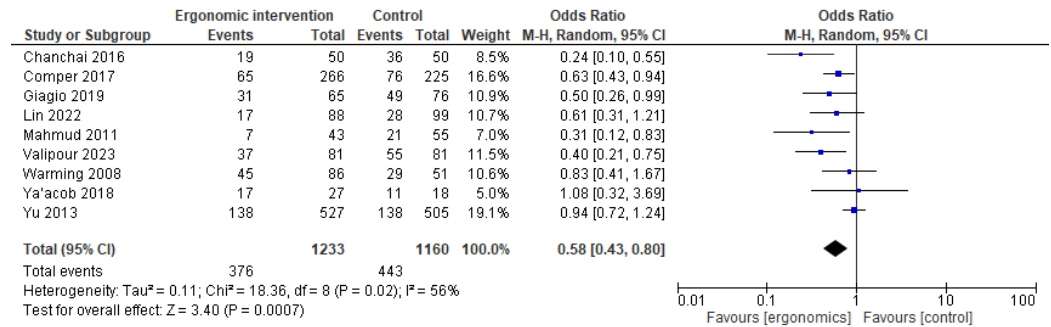 Ergonomic intervention Control Odds Ratio Odds Ratio
Study or Subgroup Events Total Events Total Weight M-H, Random, 95% CI M-H, Random, 95% CI
Chanchai 2016 19 50 36 50 8.5% 0.24 [0.10, 0.55]
Comper 2017 65 266 76 225 16.6% 0.63 [0.43, 0.94]
Giagio 2019 31 65 49 76 10.9% 0.50 [0.26, 0.99]
Lin 2022 17 88 28 99 10.7% 0.61 [0.31, 1.21]
Mahmud 2011 7 43 21 55 7.0% 0.31 [0.12, 0.83]
Valipour 2023 37 81 55 81 11.5% 0.40 [0.21, 0.75]
Warming 2008 45 86 29 51 10.6% 0.83 [0.41, 1.67]
Ya'acob 2018 17 27 11 18 5.0% 1.08 [0.32, 3.69]
Yu 2013 138 527 138 505 19.1% 0.94 [0.72, 1.24]
Total (95% CI) 1233 1160 100.0% 0.58 [0.43, 0.80]
Total events 376 443
Heterogeneity: Tau² = 0.11; Chi² = 18.36, df = 8 (P = 0.02); I² = 56%
Test for overall effect: Z = 3.40 (P = 0.0007)
0.01 0.1 1 10 100
Favours [ergonomics] Favours [control]